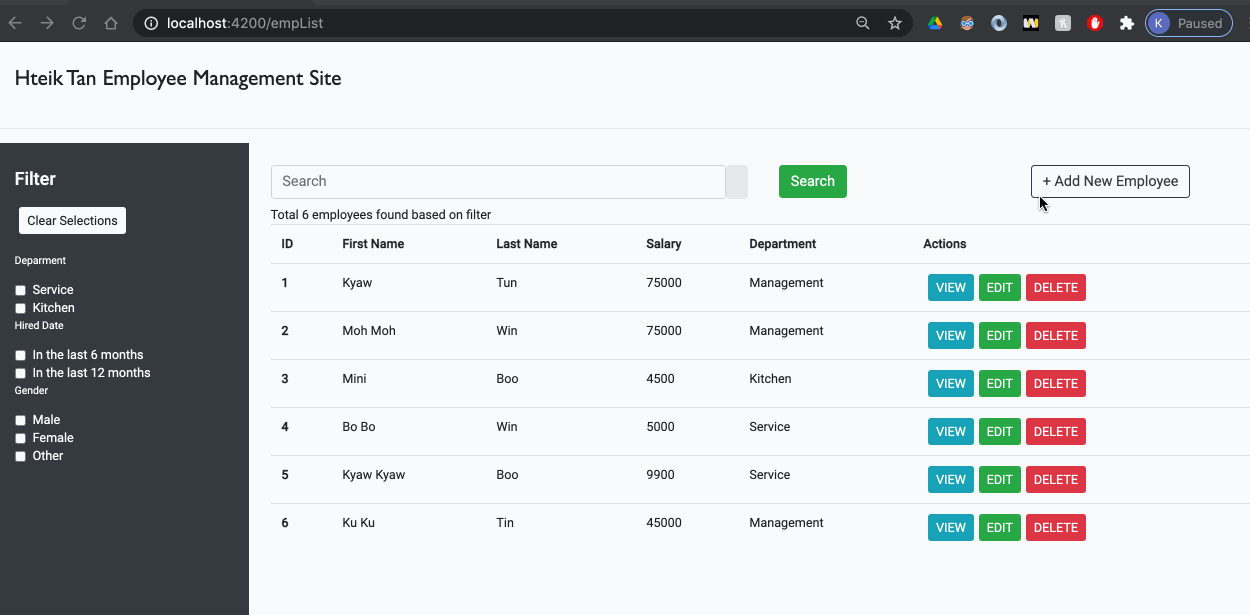 localhost:4200/empList
K Paused
Hteik Tan Employee Management Site
Filter
Clear Selections
Deparment
Service
Kitchen
Hired Date
In the last 6 months
In the last 12 months
Gender
Male
Female
Other
Search Search + Add New Employee
Total 6 employees found based on filter
ID First Name Last Name Salary Department Actions
1 Kyaw Tun 75000 Management VIEW EDIT DELETE
2 Moh Moh Win 75000 Management VIEW EDIT DELETE
3 Mini Boo 4500 Kitchen VIEW EDIT DELETE
4 Bo Bo Win 5000 Service VIEW EDIT DELETE
5 Kyaw Kyaw Boo 9900 Service VIEW EDIT DELETE
6 Ku Ku Tin 45000 Management VIEW EDIT DELETE